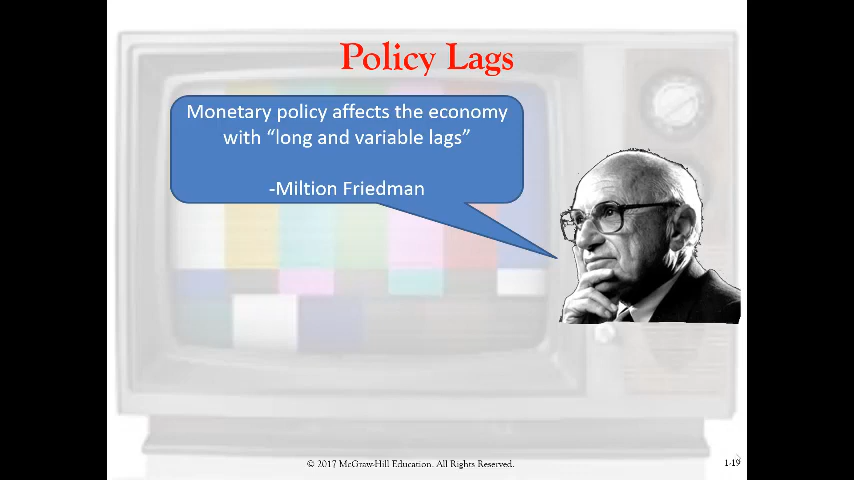 Policy Lags
Monetary policy affects the economy
with “long and variable lags”
-Miltion Friedman
© 2017 McGraw-Hill Education. All Rights Reserved.
1-19